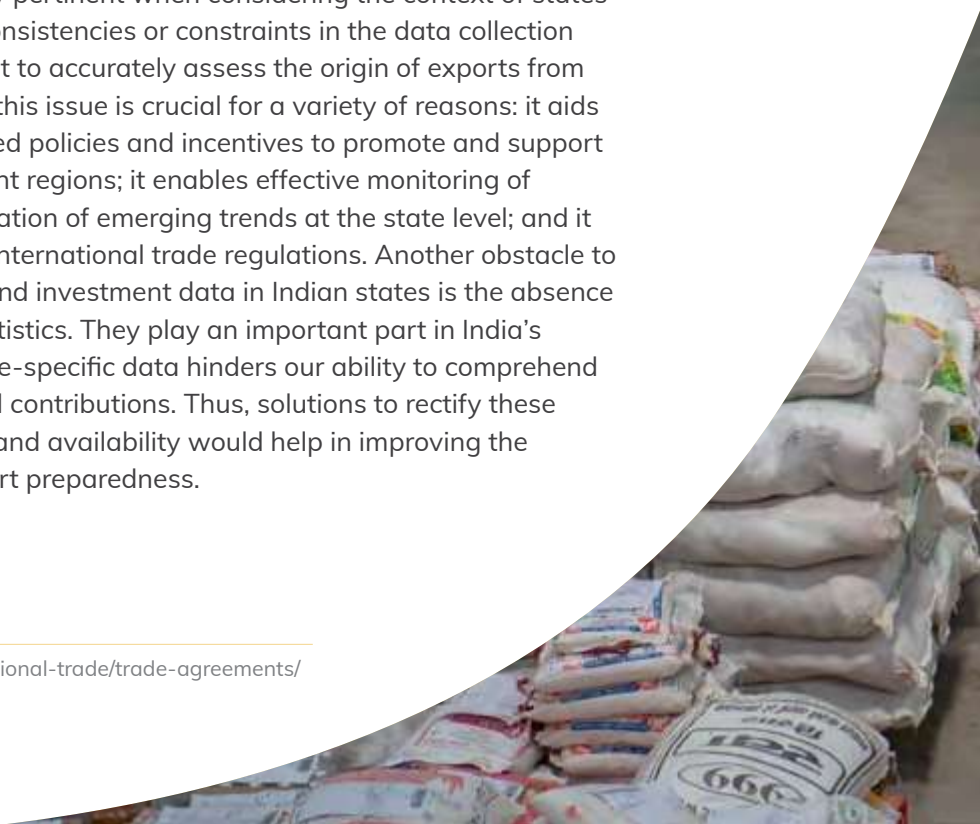 pertinent when considering the context of states
nsistencies or constraints in the data collection
t to accurately assess the origin of exports from
this issue is crucial for a variety of reasons: it aids
ed policies and incentives to promote and support
nt regions; it enables effective monitoring of
ation of emerging trends at the state level; and it
nternational trade regulations. Another obstacle to
nd investment data in Indian states is the absence
tistics. They play an important part in India’s
e-specific data hinders our ability to comprehend
l contributions. Thus, solutions to rectify these
and availability would help in improving the
rt preparedness.
ional-trade/trade-agreements/
666